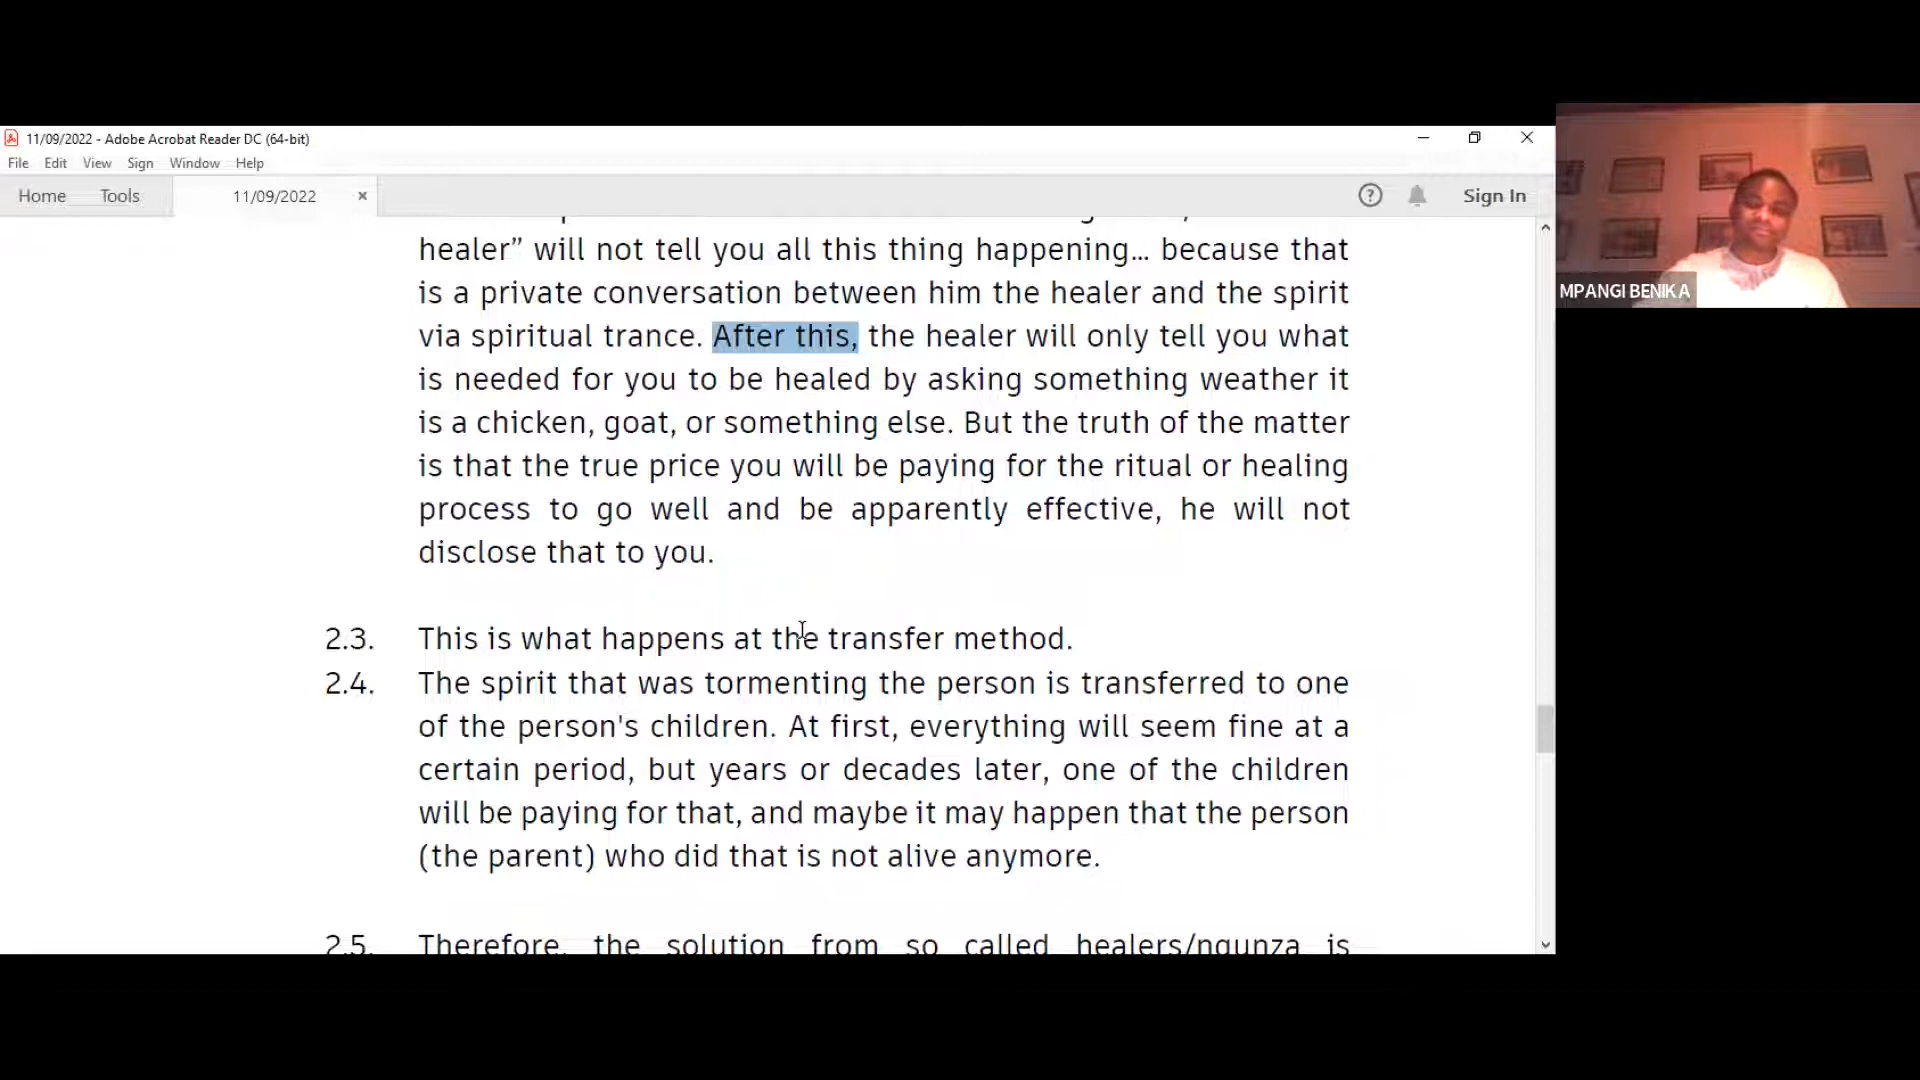 11/09/2022 - Adobe Acrobat Reader DC (64-bit)
File Edit View Sign Window Help
Home Tools 11/09/2022 Sign In
healer” will not tell you all this thing happening... because that
is a private conversation between him the healer and the spirit
via spiritual trance. After this, the healer will only tell you what
is needed for you to be healed by asking something weather it
is a chicken, goat, or something else. But the truth of the matter
is that the true price you will be paying for the ritual or healing
process to go well and be apparently effective, he will not
disclose that to you.
2.3. This is what happens at the transfer method.
2.4. The spirit that was tormenting the person is transferred to one
of the person's children. At first, everything will seem fine at a
certain period, but years or decades later, one of the children
will be paying for that, and maybe it may happen that the person
(the parent) who did that is not alive anymore.
2.5. Therefore, the solution from so called healers/ngunza is
MPANGI BENIKA